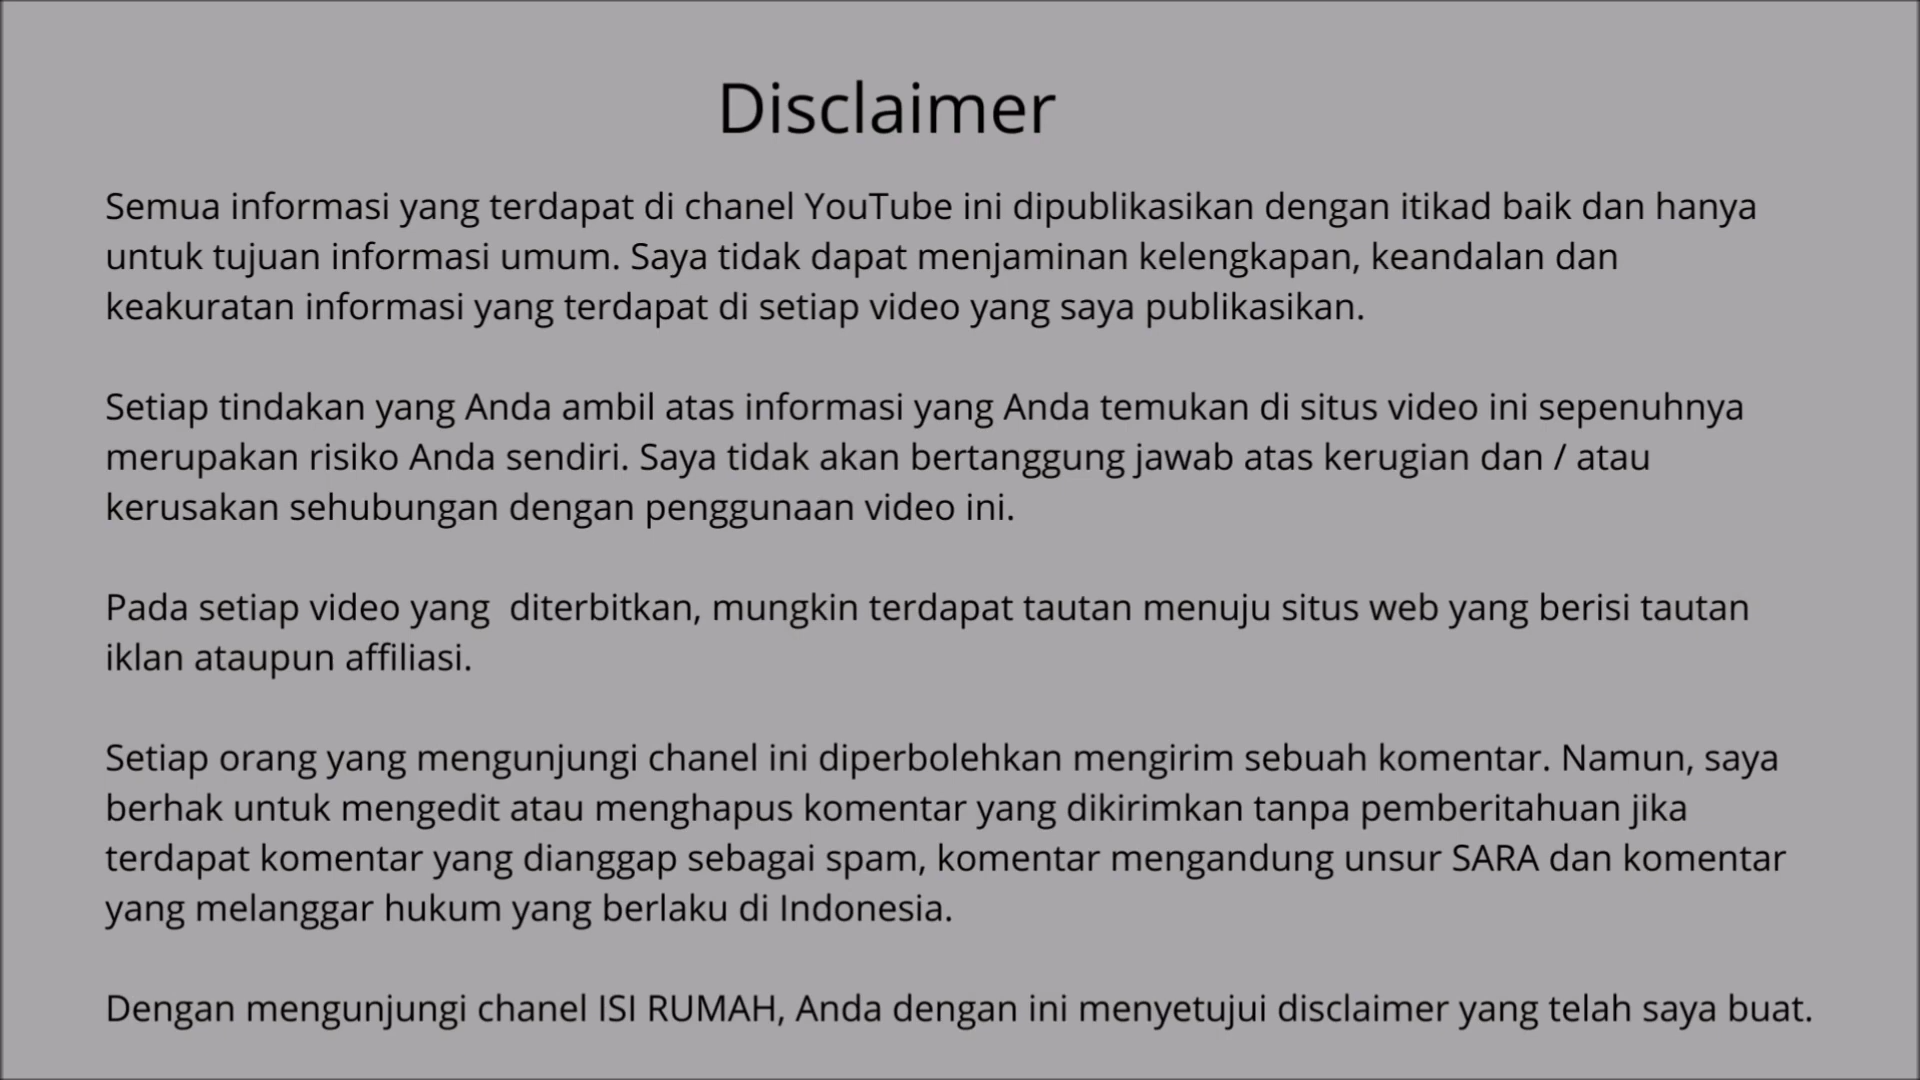 Disclaimer
Semua informasi yang terdapat di chanel YouTube ini dipublikasikan dengan itikad baik dan hanya
untuk tujuan informasi umum. Saya tidak dapat menjaminan kelengkapan, keandalan dan
keakuratan informasi yang terdapat di setiap video yang saya publikasikan.
Setiap tindakan yang Anda ambil atas informasi yang Anda temukan di situs video ini sepenuhnya
merupakan risiko Anda sendiri. Saya tidak akan bertanggung jawab atas kerugian dan / atau
kerusakan sehubungan dengan penggunaan video ini.
Pada setiap video yang  diterbitkan, mungkin terdapat tautan menuju situs web yang berisi tautan
iklan ataupun affiliasi.
Setiap orang yang mengunjungi chanel ini diperbolehkan mengirim sebuah komentar. Namun, saya
berhak untuk mengedit atau menghapus komentar yang dikirimkan tanpa pemberitahuan jika
terdapat komentar yang dianggap sebagai spam, komentar mengandung unsur SARA dan komentar
yang melanggar hukum yang berlaku di Indonesia.
Dengan mengunjungi chanel ISI RUMAH, Anda dengan ini menyetujui disclaimer yang telah saya buat.